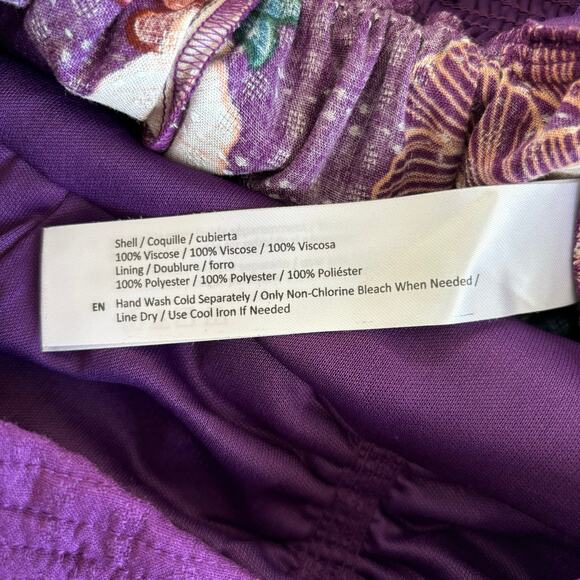 Shell / Coquille / cubierta
100% Viscose / 100% Viscose / 100% Viscosa
Lining / Doublure / forro
100% Polyester / 100% Polyester / 100% Poliéster
EN Hand Wash Cold Separately / Only Non-Chlorine Bleach When Needed /
Line Dry / Use Cool Iron If Needed